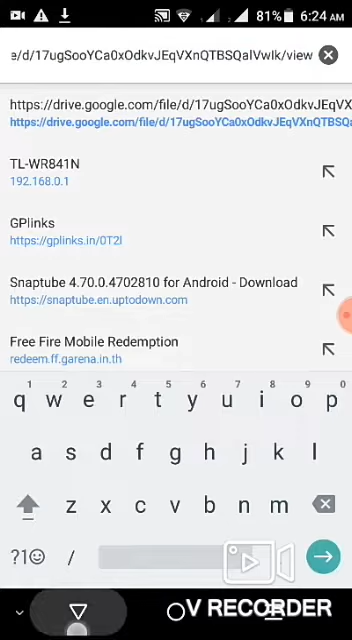 81% 6:24 AM
e/d/17ugSooYCa0xOdkvJEqVXnQTBSQalVwIk/view
https://drive.google.com/file/d/17ugSooYCa0xOdkvJEqVX
https://drive.google.com/file/d/17ugSooYCa0xOdkvJEqVXnQTBSQa
TL-WR841N
192.168.0.1
GPlinks
https://gplinks.in/0T2l
Snaptube 4.70.0.4702810 for Android - Download
https://snaptube.en.uptodown.com
Free Fire Mobile Redemption
redeem.ff.garena.in.th
1 2 3 4 5 6 7 8 9 0
q w e r t y u i o p
a s d f g h j k l
z x c v b n m
?1 /
V RECORDER